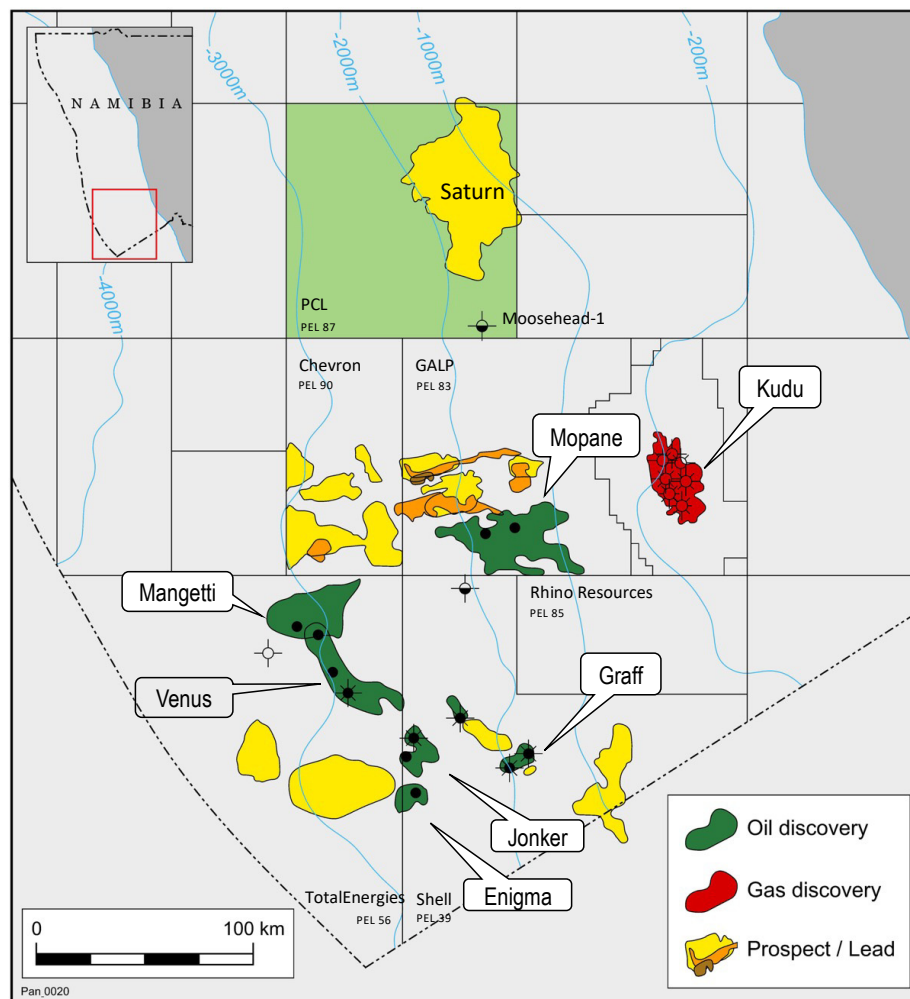 -3000m
-2000m
-1000m
-200m
NAMIBIA
Saturn
-4000m
PCL
PEL 87
Moosehead-1
Chevron
PEL 90
GALP
PEL 83
Kudu
Mopane
Mangetti
Rhino Resources
PEL 85
Venus
Graff
Jonker
Enigma
TotalEnergies
PEL 56
Shell
PEL 39
Oil discovery
Gas discovery
Prospect / Lead
0 100 km
Pan_0020